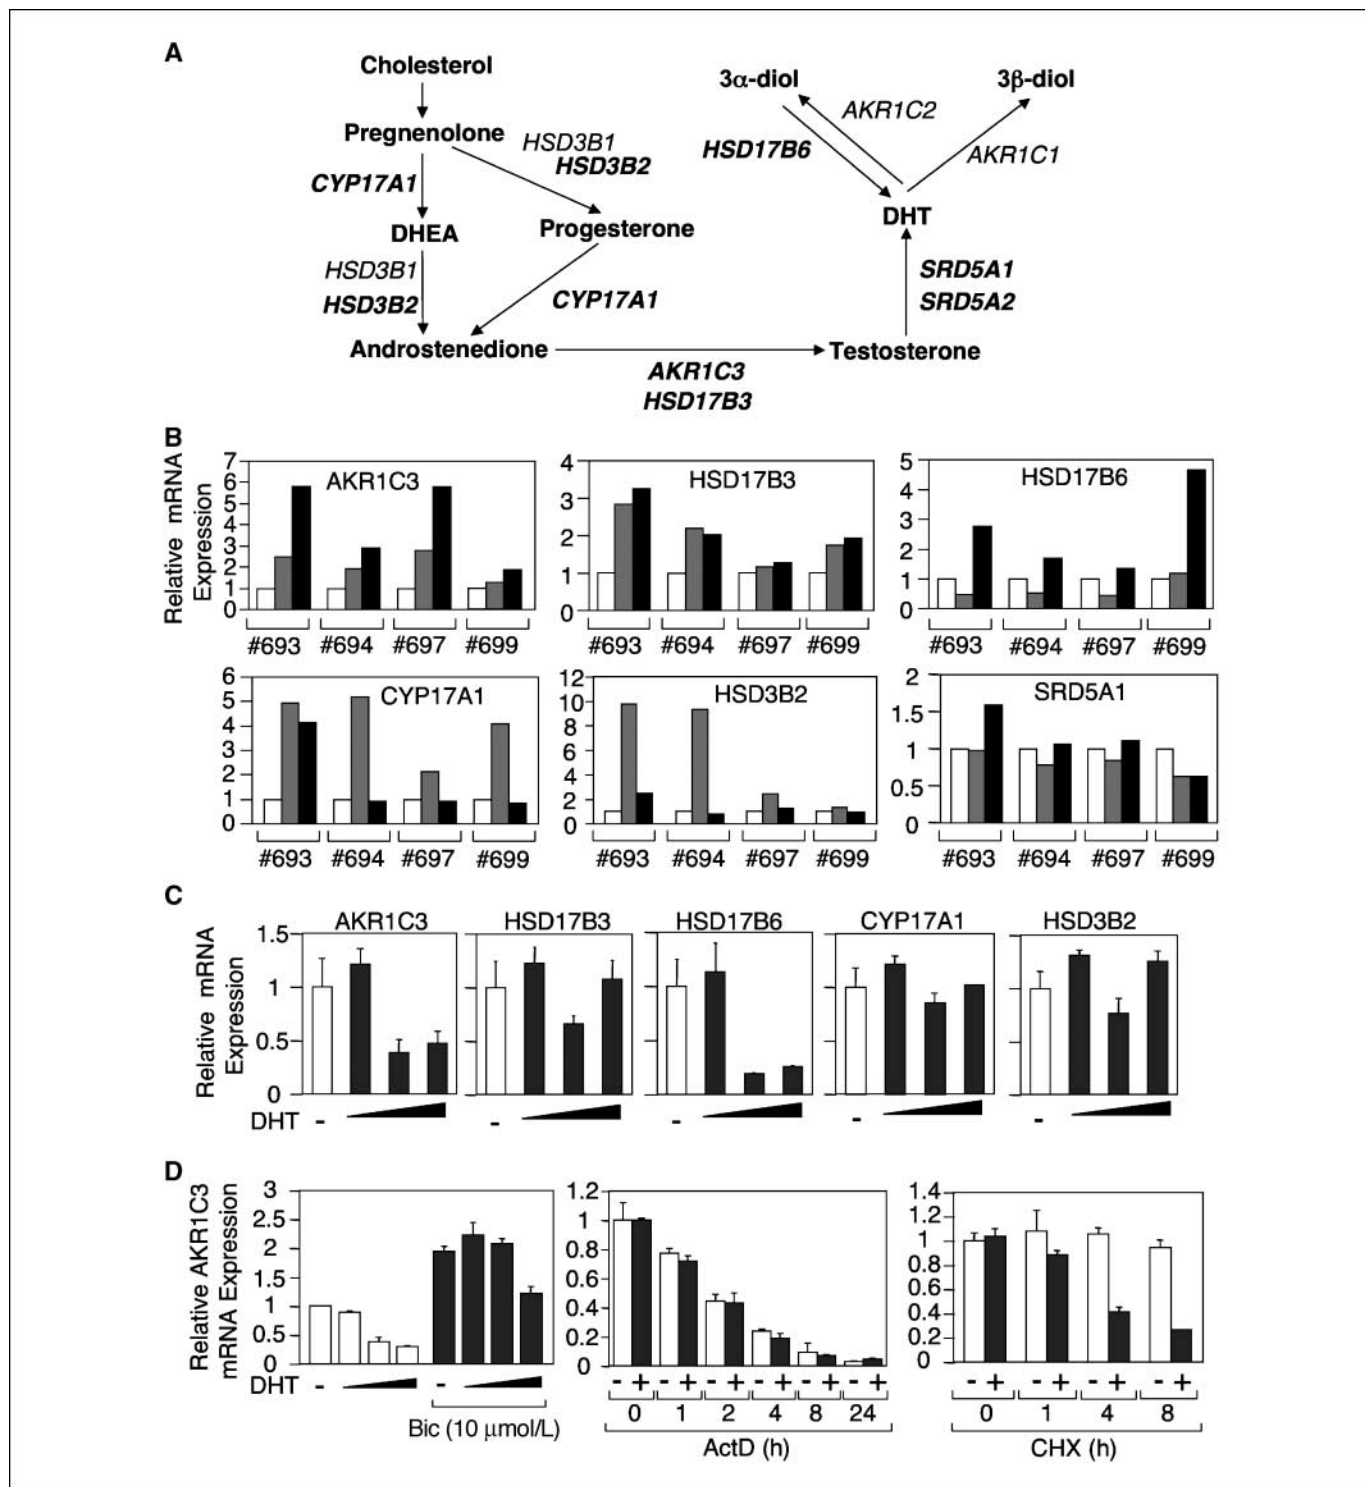 A
Cholesterol
3α-diol
3β-diol
AKR1C2
Pregnenolone
HSD3B1
HSD17B6
AKR1C1
HSD3B2
CYP17A1
DHT
DHEA
Progesterone
HSD3B1
SRD5A1
HSD3B2
CYP17A1
SRD5A2
Androstenedione
Testosterone
AKR1C3
HSD17B3
B
Relative mRNA
Expression
AKR1C3
7
6
5
4
3
2
1
0
#693 #694 #697 #699
HSD17B3
4
3
2
1
0
#693 #694 #697 #699
HSD17B6
5
4
3
2
1
0
#693 #694 #697 #699
CYP17A1
6
5
4
3
2
1
0
#693 #694 #697 #699
HSD3B2
12
10
8
6
4
2
0
#693 #694 #697 #699
SRD5A1
2
1.5
1
0.5
0
#693 #694 #697 #699
C
Relative mRNA
Expression
AKR1C3 HSD17B3 HSD17B6 CYP17A1 HSD3B2
1.5
1
0.5
0
DHT - - - - -
D
Relative AKR1C3
mRNA Expression
3
2.5
2
1.5
1
0.5
0
DHT - -
Bic (10 μmol/L)
1.2
1
0.8
0.6
0.4
0.2
0
- + - + - + - + - + - +
0 1 2 4 8 24
ActD (h)
1.4
1.2
1
0.8
0.6
0.4
0.2
0
- + - + - + - +
0 1 4 8
CHX (h)